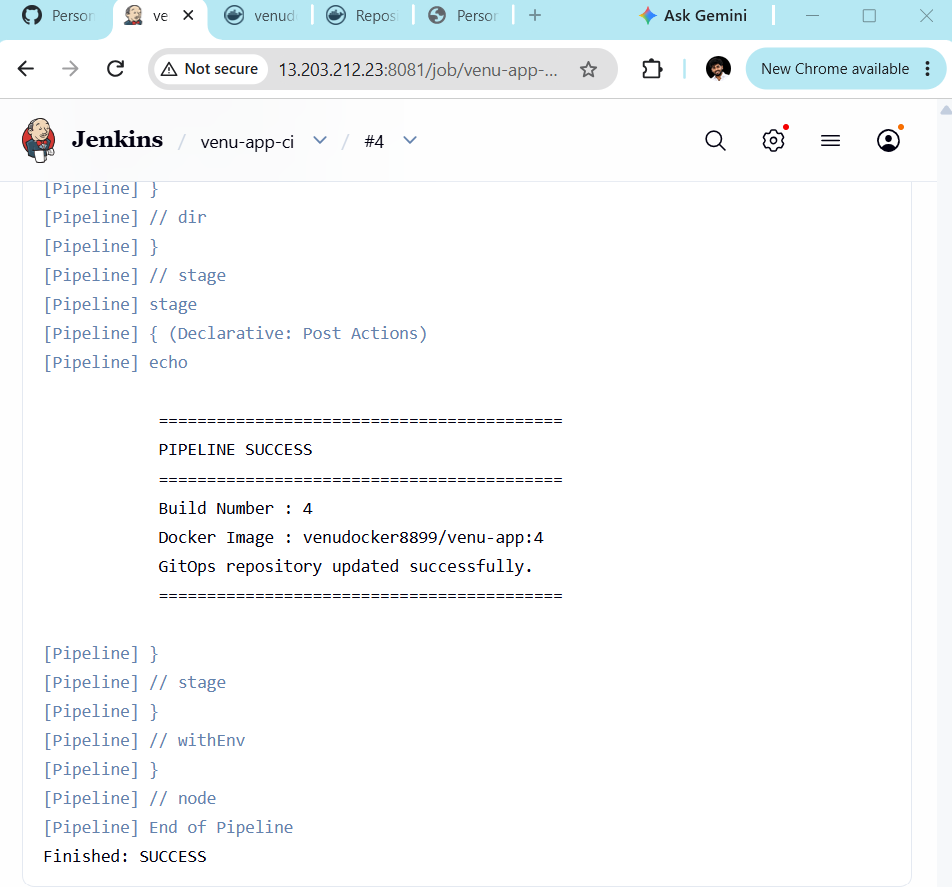 Person
ve
venud
Repos
Person
Ask Gemini
Not secure
13.203.212.23:8081/job/venu-app-...
New Chrome available
Jenkins / venu-app-ci / #4
[Pipeline] }
[Pipeline] // dir
[Pipeline] }
[Pipeline] // stage
[Pipeline] stage
[Pipeline] { (Declarative: Post Actions)
[Pipeline] echo
==========================================
PIPELINE SUCCESS
==========================================
Build Number : 4
Docker Image : venudocker8899/venu-app:4
GitOps repository updated successfully.
==========================================
[Pipeline] }
[Pipeline] // stage
[Pipeline] }
[Pipeline] // withEnv
[Pipeline] }
[Pipeline] // node
[Pipeline] End of Pipeline
Finished: SUCCESS